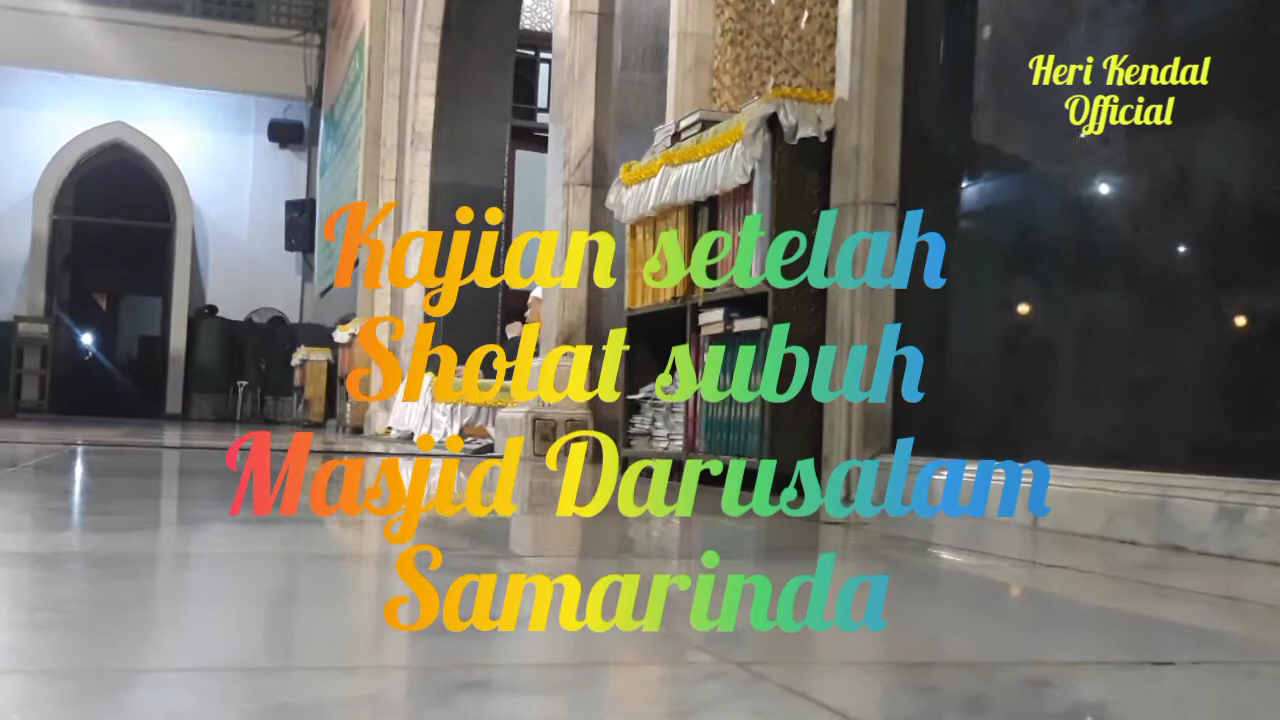 Heri Kendal
Official
Kajian setelah
Sholat subuh
Masjid Darusalam
Samarinda